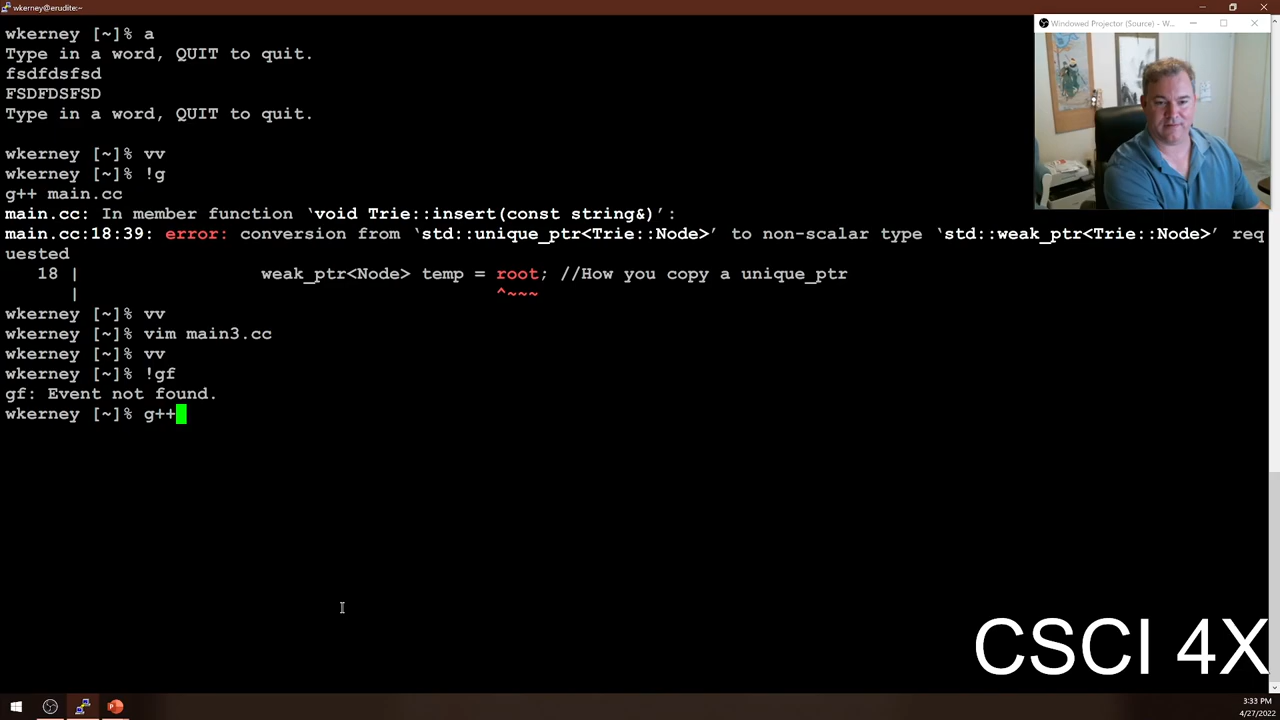 wkerney@erudite:~
wkerney [~]% a
Type in a word, QUIT to quit.
fsdfdsfsd
FSDFDSFSD
Type in a word, QUIT to quit.
wkerney [~]% vv
wkerney [~]% !g
g++ main.cc
main.cc: In member function ‘void Trie::insert(const string&)’:
main.cc:18:39: error: conversion from ‘std::unique_ptr<Trie::Node>’ to non-scalar type ‘std::weak_ptr<Trie::Node>’ req
uested
18 | weak_ptr<Node> temp = root; //How you copy a unique_ptr
| ^~~~
wkerney [~]% vv
wkerney [~]% vim main3.cc
wkerney [~]% vv
wkerney [~]% !gf
gf: Event not found.
wkerney [~]% g++
Windowed Projector (Source) - W...
CSCI 4X
3:33 PM
4/27/2022